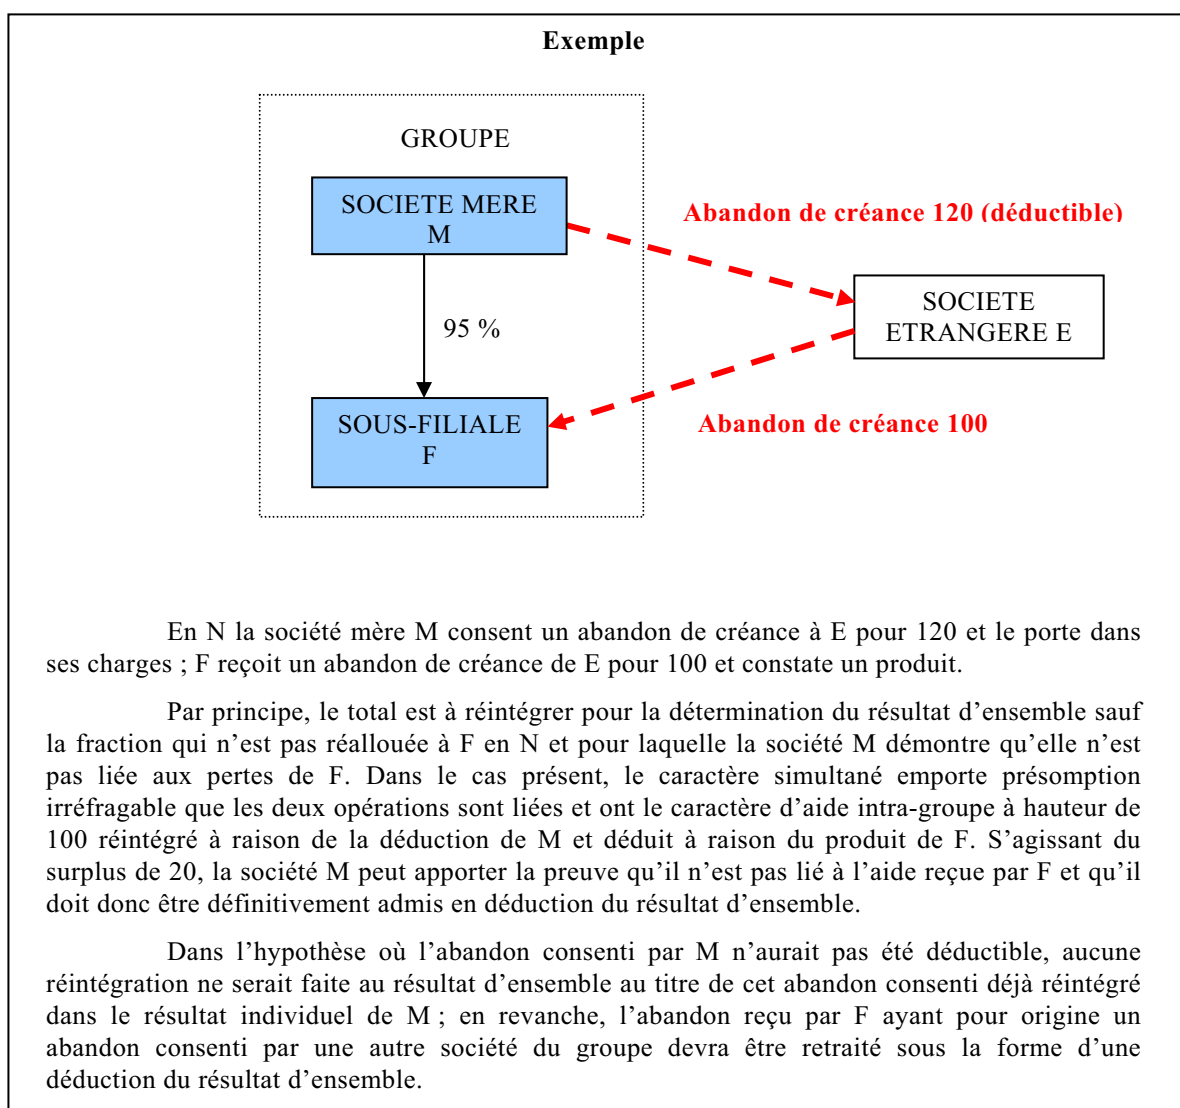 Exemple
GROUPE
SOCIETE MERE
M
Abandon de créance 120 (déductible)
SOCIETE
ETRANGERE E
95 %
SOUS-FILIALE
F
Abandon de créance 100
En N la société mère M consent un abandon de créance à E pour 120 et le porte dans
ses charges ; F reçoit un abandon de créance de E pour 100 et constate un produit.
Par principe, le total est à réintégrer pour la détermination du résultat d’ensemble sauf
la fraction qui n’est pas réallouée à F en N et pour laquelle la société M démontre qu’elle n’est
pas liée aux pertes de F. Dans le cas présent, le caractère simultané emporte présomption
irréfragable que les deux opérations sont liées et ont le caractère d’aide intra-groupe à hauteur de
100 réintégré à raison de la déduction de M et déduit à raison du produit de F. S’agissant du
surplus de 20, la société M peut apporter la preuve qu’il n’est pas lié à l’aide reçue par F et qu’il
doit donc être définitivement admis en déduction du résultat d’ensemble.
Dans l’hypothèse où l’abandon consenti par M n’aurait pas été déductible, aucune
réintégration ne serait faite au résultat d’ensemble au titre de cet abandon consenti déjà réintégré
dans le résultat individuel de M ; en revanche, l’abandon reçu par F ayant pour origine un
abandon consenti par une autre société du groupe devra être retraité sous la forme d’une
déduction du résultat d’ensemble.